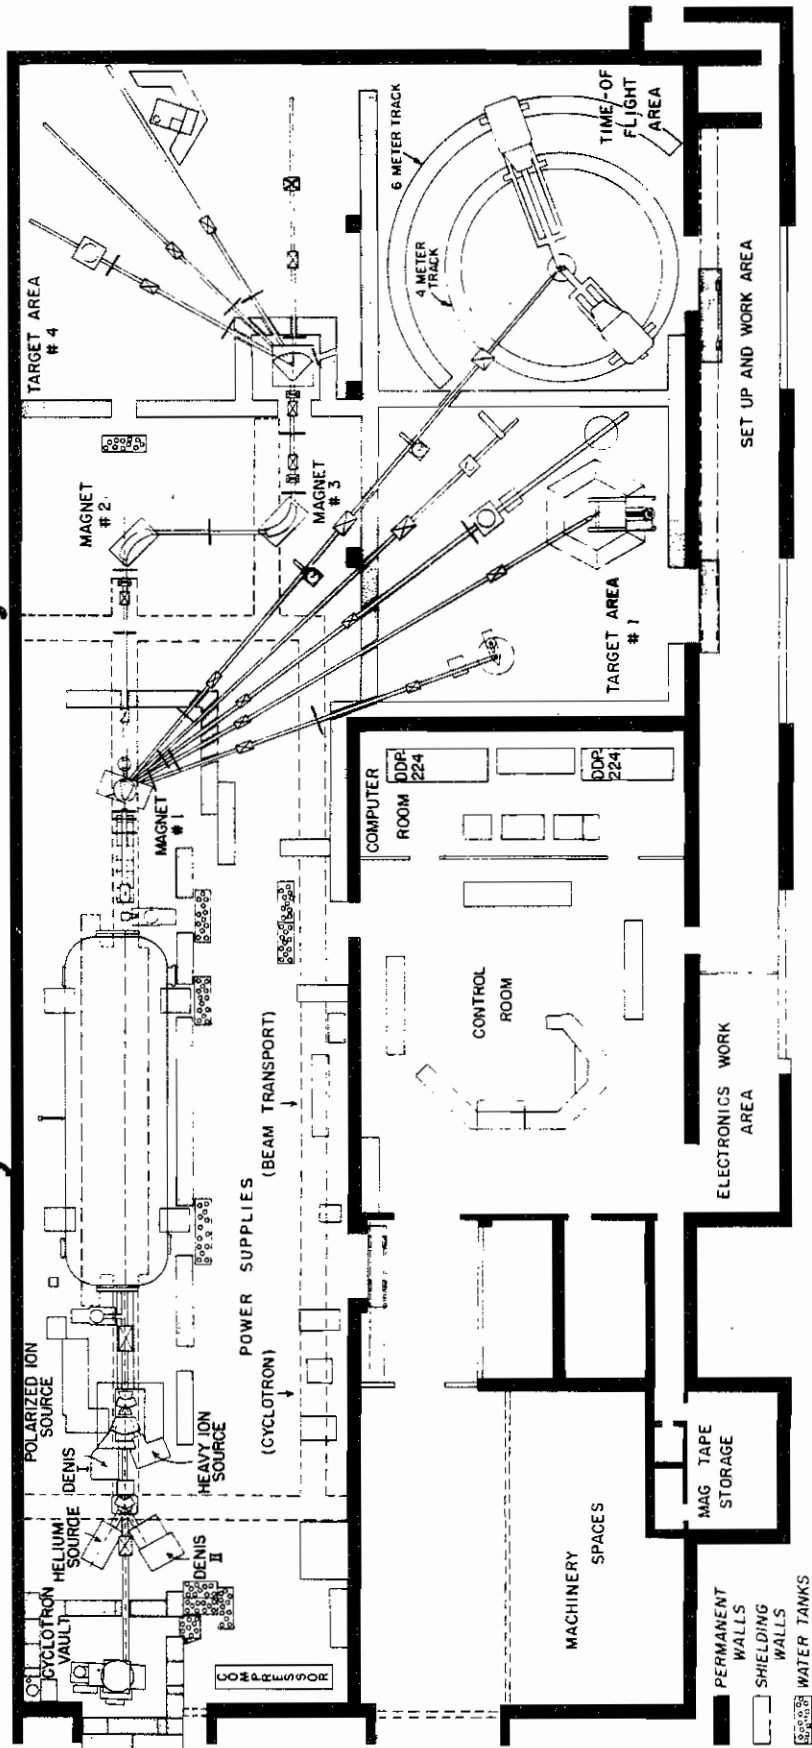 TARGET AREA
# 4
6 METER TRACK
TIME-OF
FLIGHT
AREA
4 METER
TRACK
MAGNET
# 2
MAGNET
# 3
SET UP AND WORK AREA
TARGET AREA
# 1
MAGNET
# 1
COMPUTER
ROOM
DDP
224
DDP
224
CONTROL
ROOM
POWER SUPPLIES
(BEAM TRANSPORT)
(CYCLOTRON)
ELECTRONICS WORK
AREA
POLARIZED ION
SOURCE
DENIS
I
HEAVY ION
SOURCE
HELIUM
SOURCE
DENIS
II
CYCLOTRON
VAULT
COMPRESSOR
MACHINERY
SPACES
MAG TAPE
STORAGE
PERMANENT
WALLS
SHIELDING
WALLS
WATER TANKS